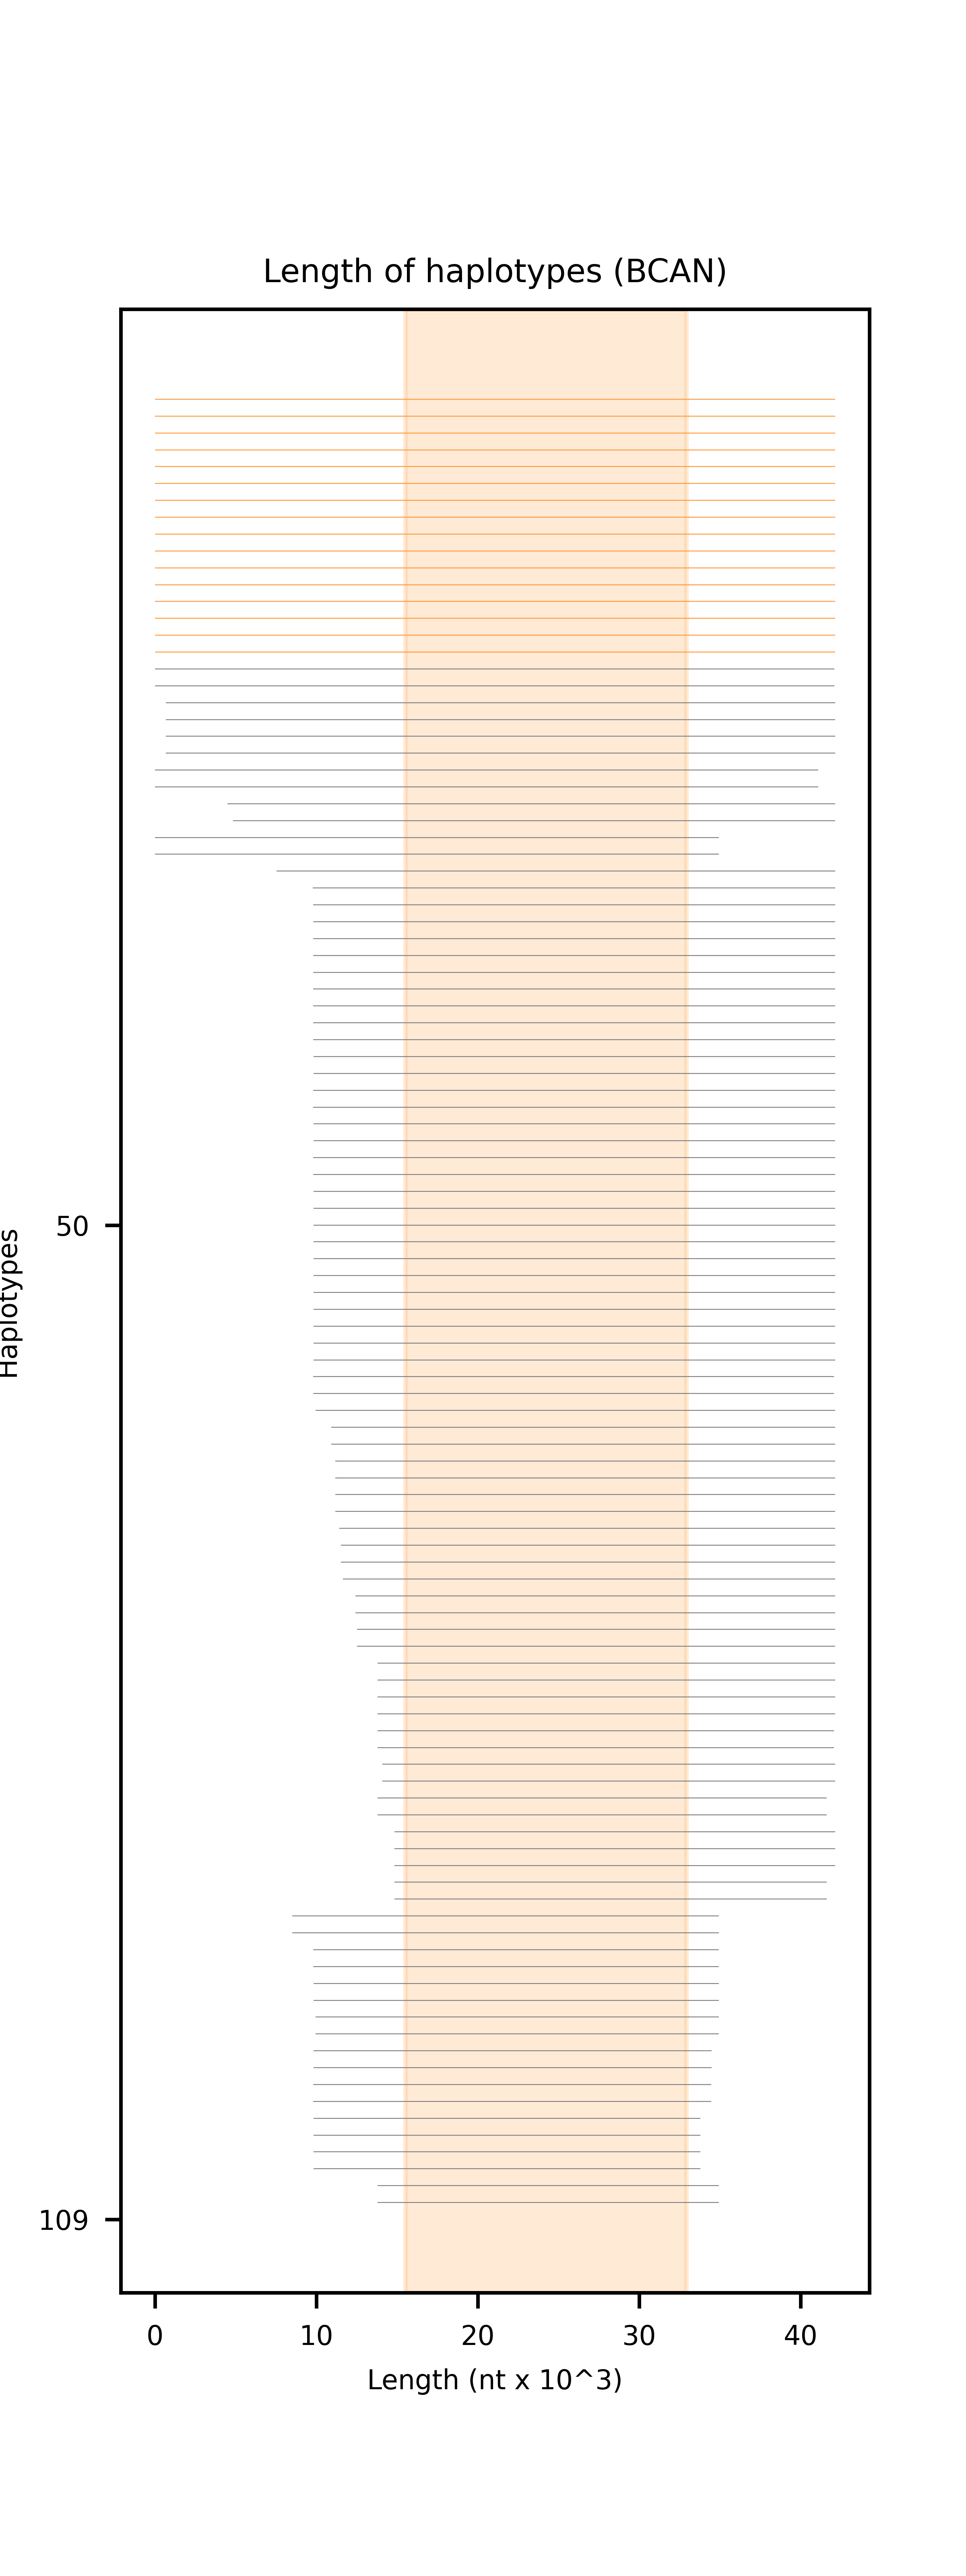 Length of haplotypes (BCAN)
50
Haplotypes
109
0 10 20 30 40
Length (nt x 10^3)